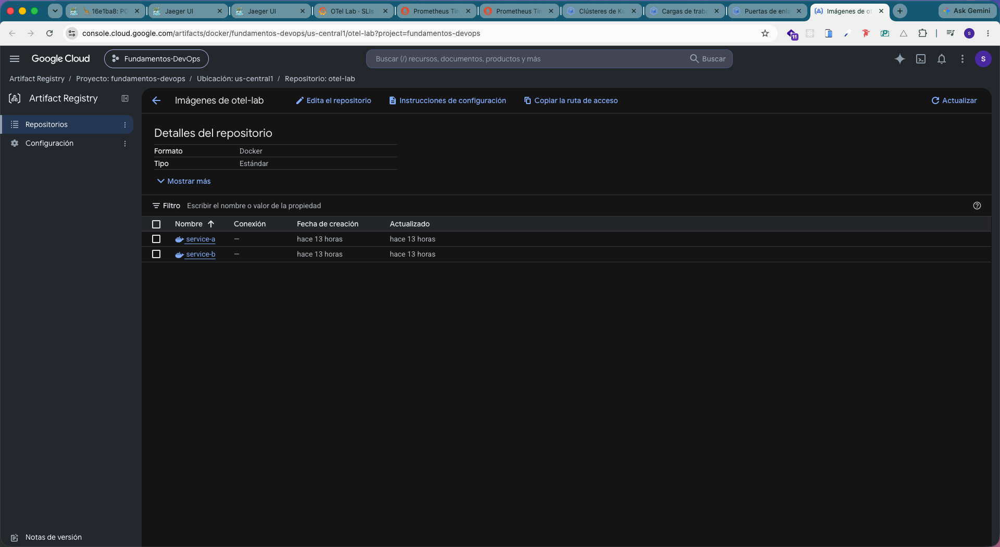 16e1ba8: PC
Jaeger UI
Jaeger UI
OTel Lab · SLIs
Prometheus Tim
Prometheus Tim
Clústeres de Ku
Cargas de traba
Puertas de enla
Imágenes de ot
Ask Gemini
console.cloud.google.com/artifacts/docker/fundamentos-devops/us-central1/otel-lab?project=fundamentos-devops
11
S
Google Cloud
Fundamentos-DevOps
Buscar (/) recursos, documentos, productos y más
Buscar
S
Artifact Registry / Proyecto: fundamentos-devops / Ubicación: us-central1 / Repositorio: otel-lab
Artifact Registry
Imágenes de otel-lab
Edita el repositorio
Instrucciones de configuración
Copiar la ruta de acceso
Actualizar
Repositorios
Configuración
Detalles del repositorio
Formato Docker
Tipo Estándar
Mostrar más
Filtro Escribir el nombre o valor de la propiedad
Nombre Conexión Fecha de creación Actualizado
service-a — hace 13 horas hace 13 horas
service-b — hace 13 horas hace 13 horas
Notas de versión